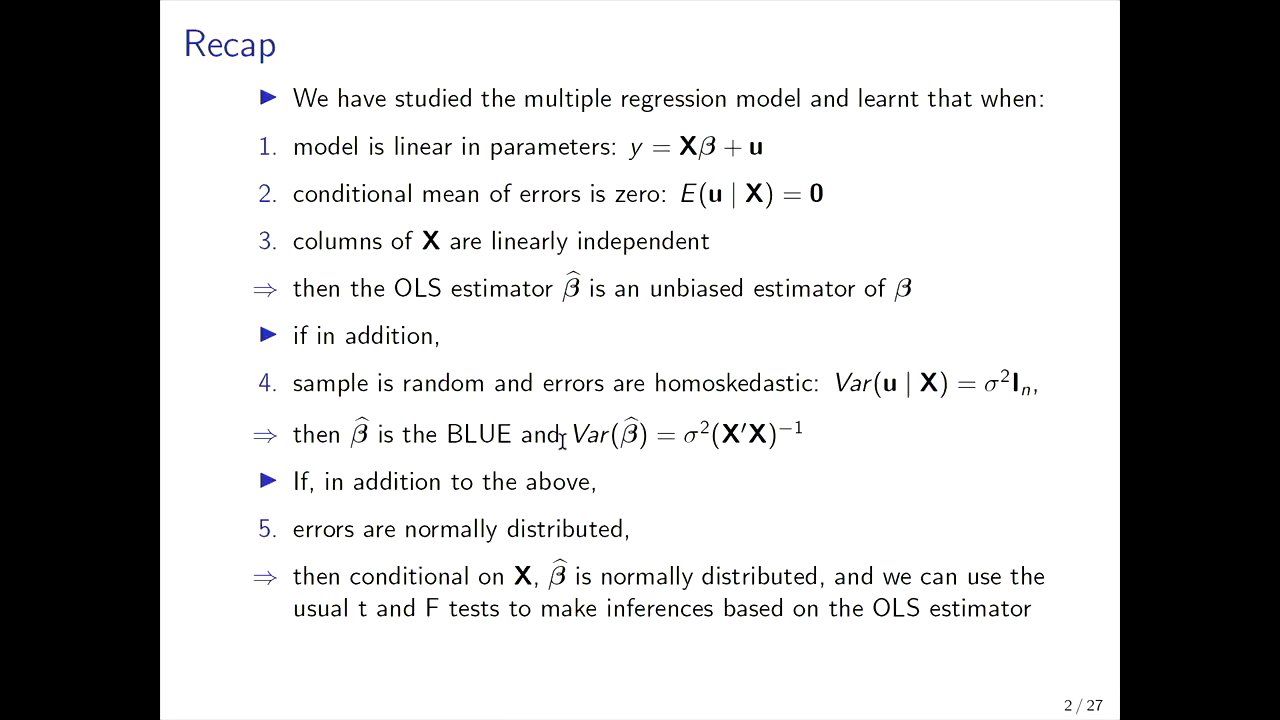 Recap
▶ We have studied the multiple regression model and learnt that when:
1. model is linear in parameters: y = Xβ + u
2. conditional mean of errors is zero: E(u | X) = 0
3. columns of X are linearly independent
⇒ then the OLS estimator β̂ is an unbiased estimator of β
▶ if in addition,
4. sample is random and errors are homoskedastic: Var(u | X) = σ²Iₙ,
⇒ then β̂ is the BLUE and Var(β̂) = σ²(X′X)⁻¹
▶ If, in addition to the above,
5. errors are normally distributed,
⇒ then conditional on X, β̂ is normally distributed, and we can use the
usual t and F tests to make inferences based on the OLS estimator
2 / 27